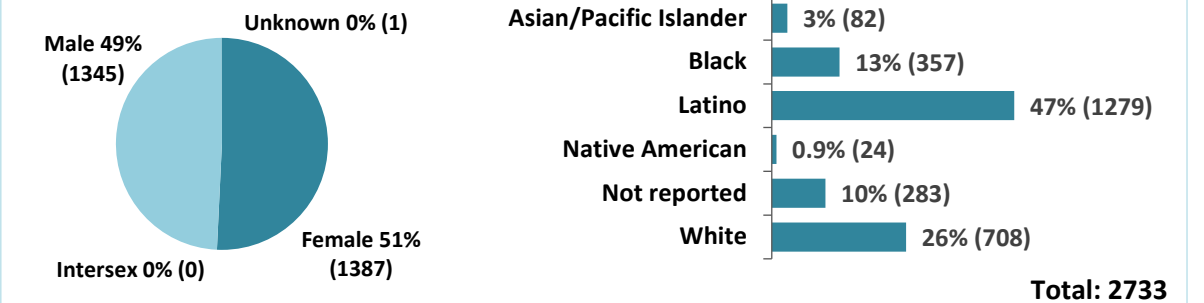 Unknown 0% (1)
Male 49%
(1345)
Female 51%
(1387)
Intersex 0% (0)
Asian/Pacific Islander 3% (82)
Black 13% (357)
Latino 47% (1279)
Native American 0.9% (24)
Not reported 10% (283)
White 26% (708)
Total: 2733